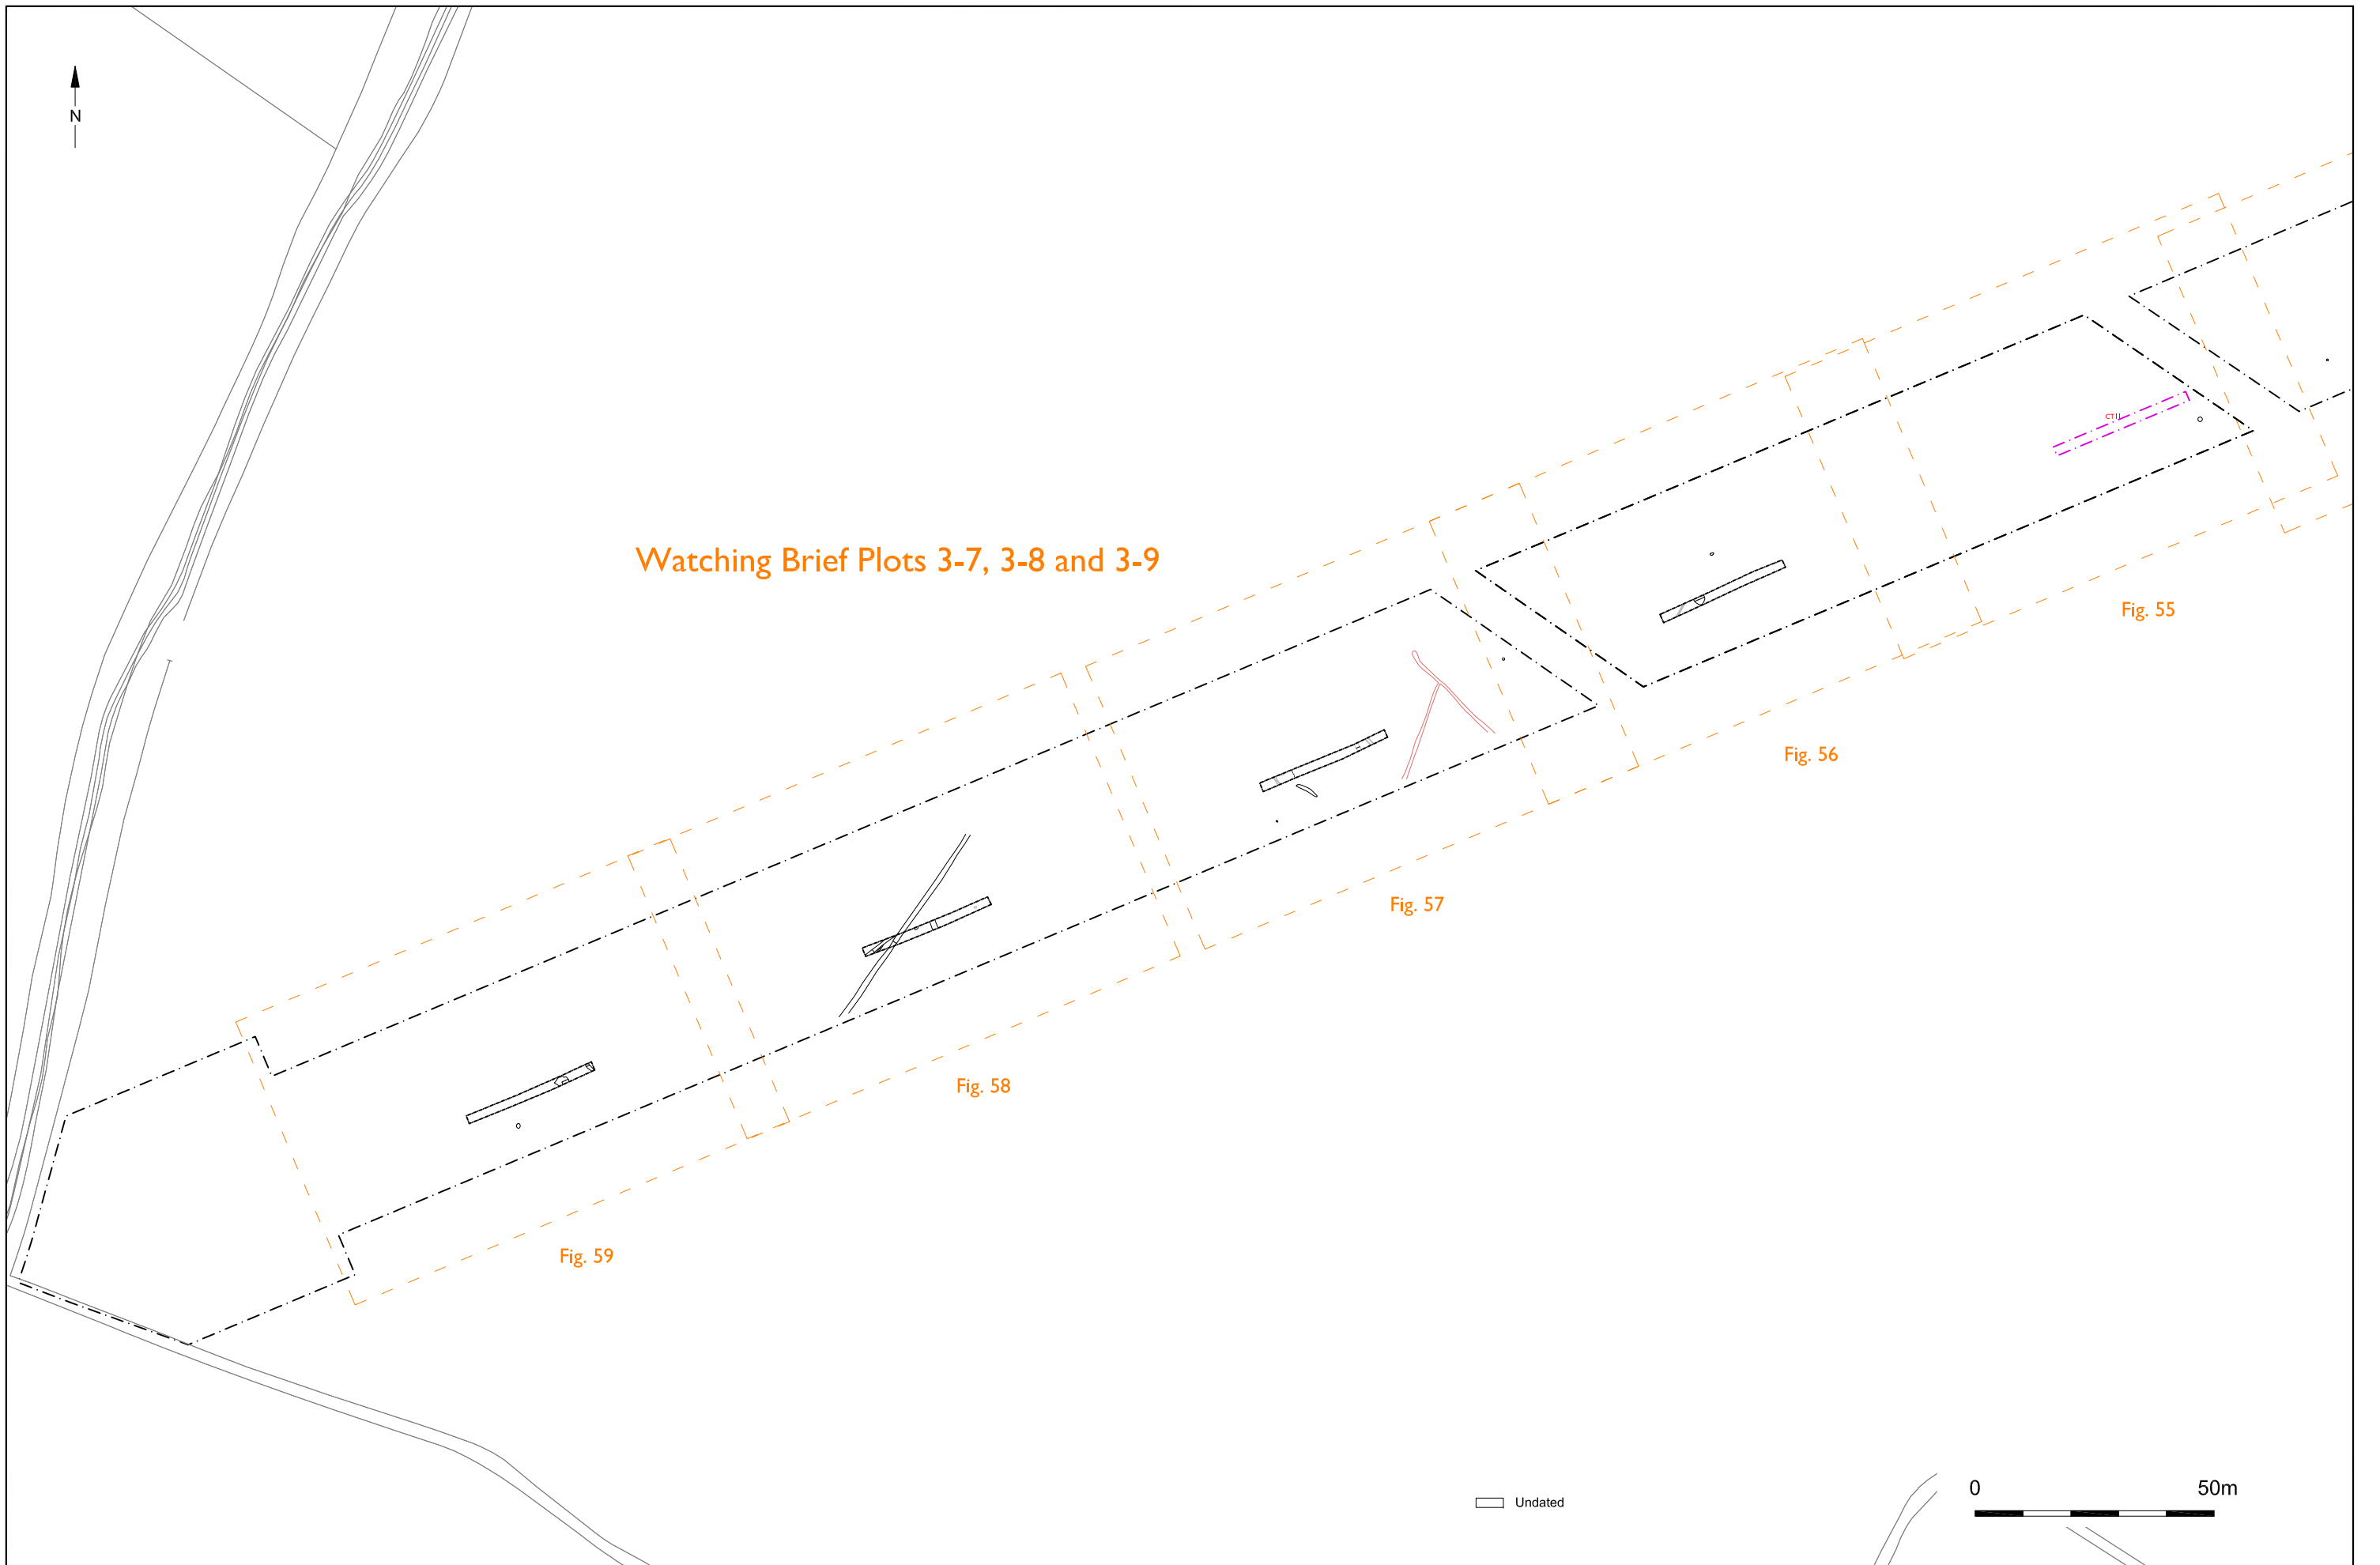 N
Watching Brief Plots 3-7, 3-8 and 3-9
CT11
Fig. 55
Fig. 56
Fig. 57
Fig. 58
Fig. 59
Undated
0 50m